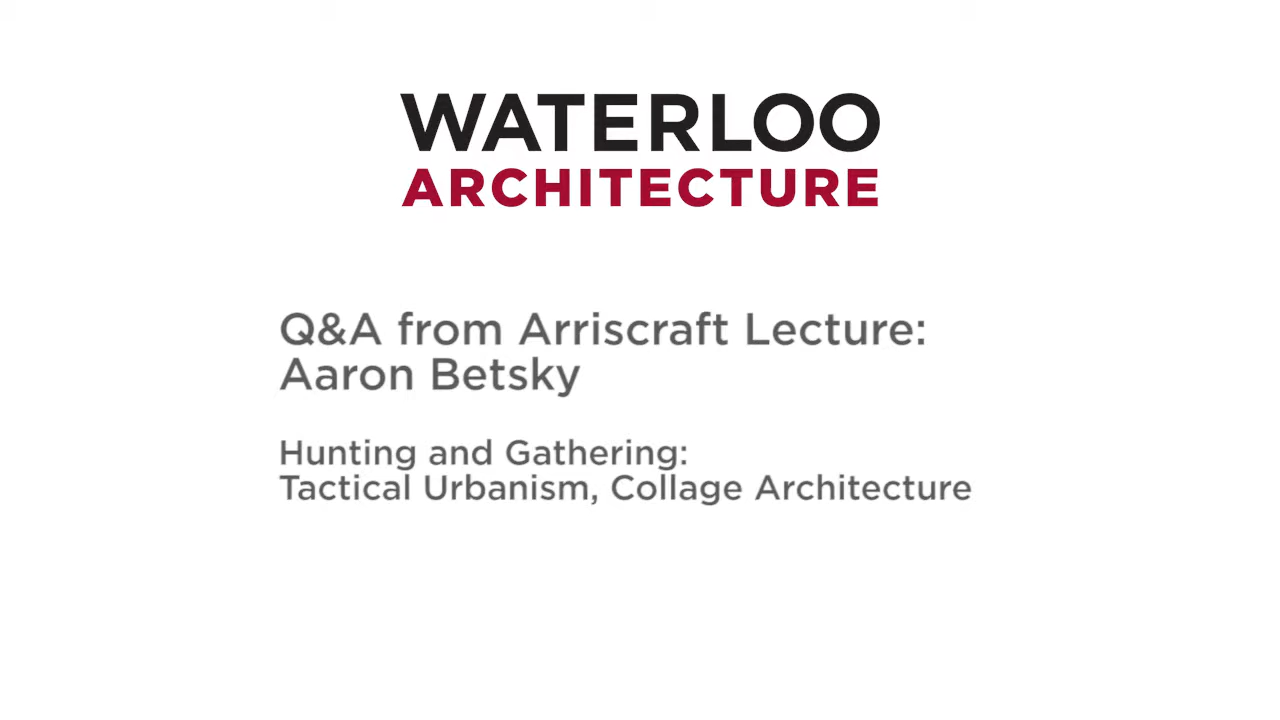 WATERLOO
ARCHITECTURE
Q&A from Arriscraft Lecture:
Aaron Betsky
Hunting and Gathering:
Tactical Urbanism, Collage Architecture